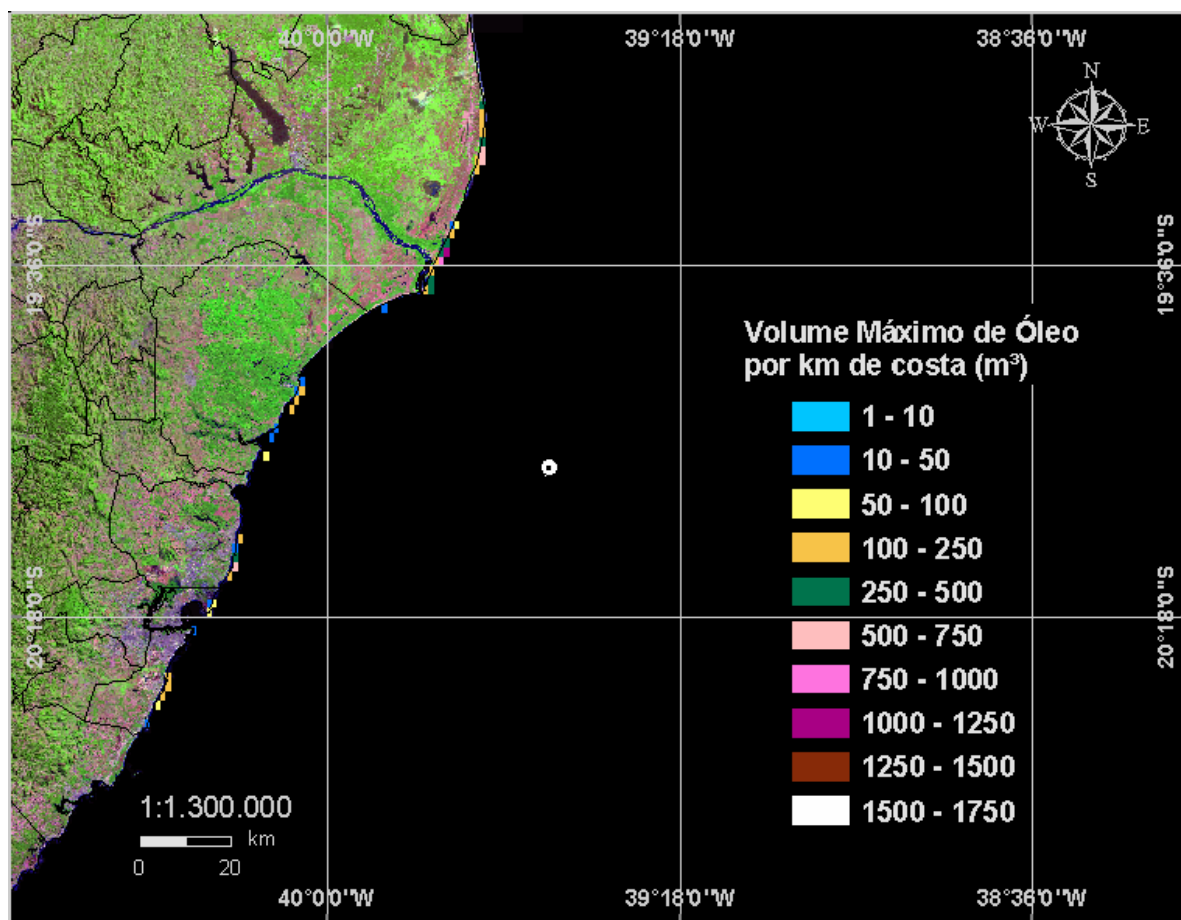 40°0'0"W
39°18'0"W
38°36'0"W
N
W
E
S
19°36'0"S
19°36'0"S
Volume Máximo de Óleo
por km de costa (m³)
1 - 10
10 - 50
50 - 100
100 - 250
250 - 500
500 - 750
750 - 1000
1000 - 1250
1250 - 1500
1500 - 1750
20°18'0"S
20°18'0"S
1:1.300.000
km
0
20
40°0'0"W
39°18'0"W
38°36'0"W